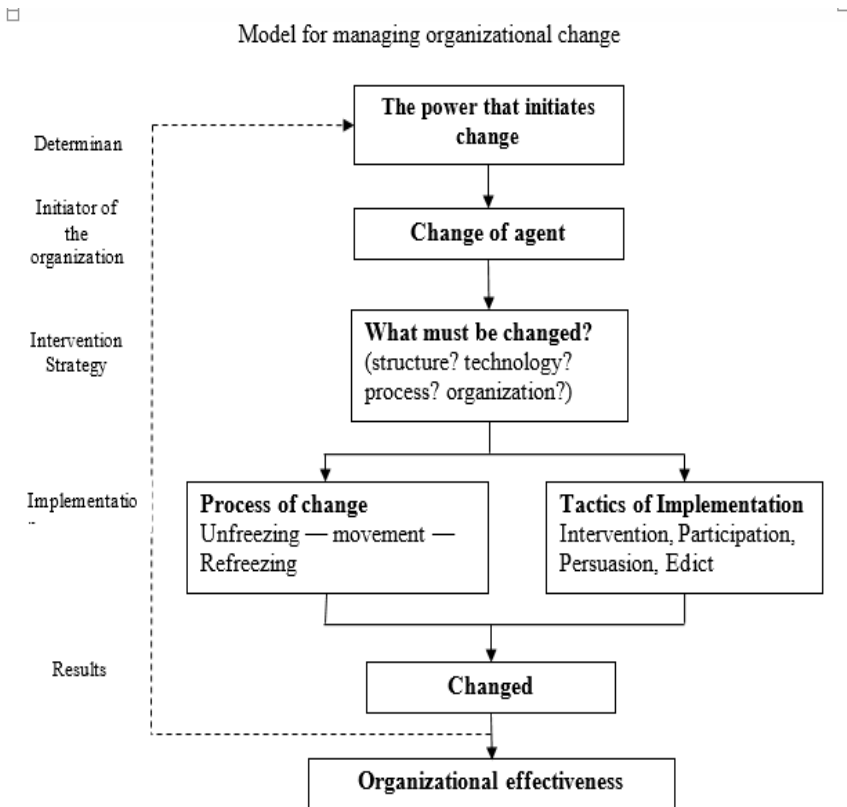 Model for managing organizational change
The power that initiates
change
Determinan
Initiator of
the
organization
Change of agent
Intervention
Strategy
What must be changed?
(structure? technology?
process? organization?)
Implementatio
Process of change
Unfreezing — movement —
Refreezing
Tactics of Implementation
Intervention, Participation,
Persuasion, Edict
Results
Changed
Organizational effectiveness